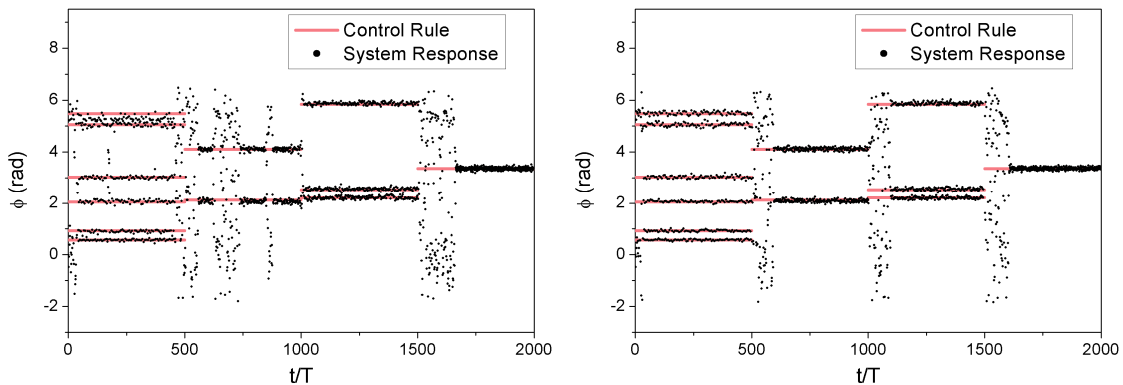 Control Rule
System Response
8
6
4
2
0
-2
ϕ (rad)
0 500 1000 1500 2000
t/T
Control Rule
System Response
8
6
4
2
0
-2
ϕ (rad)
0 500 1000 1500 2000
t/T